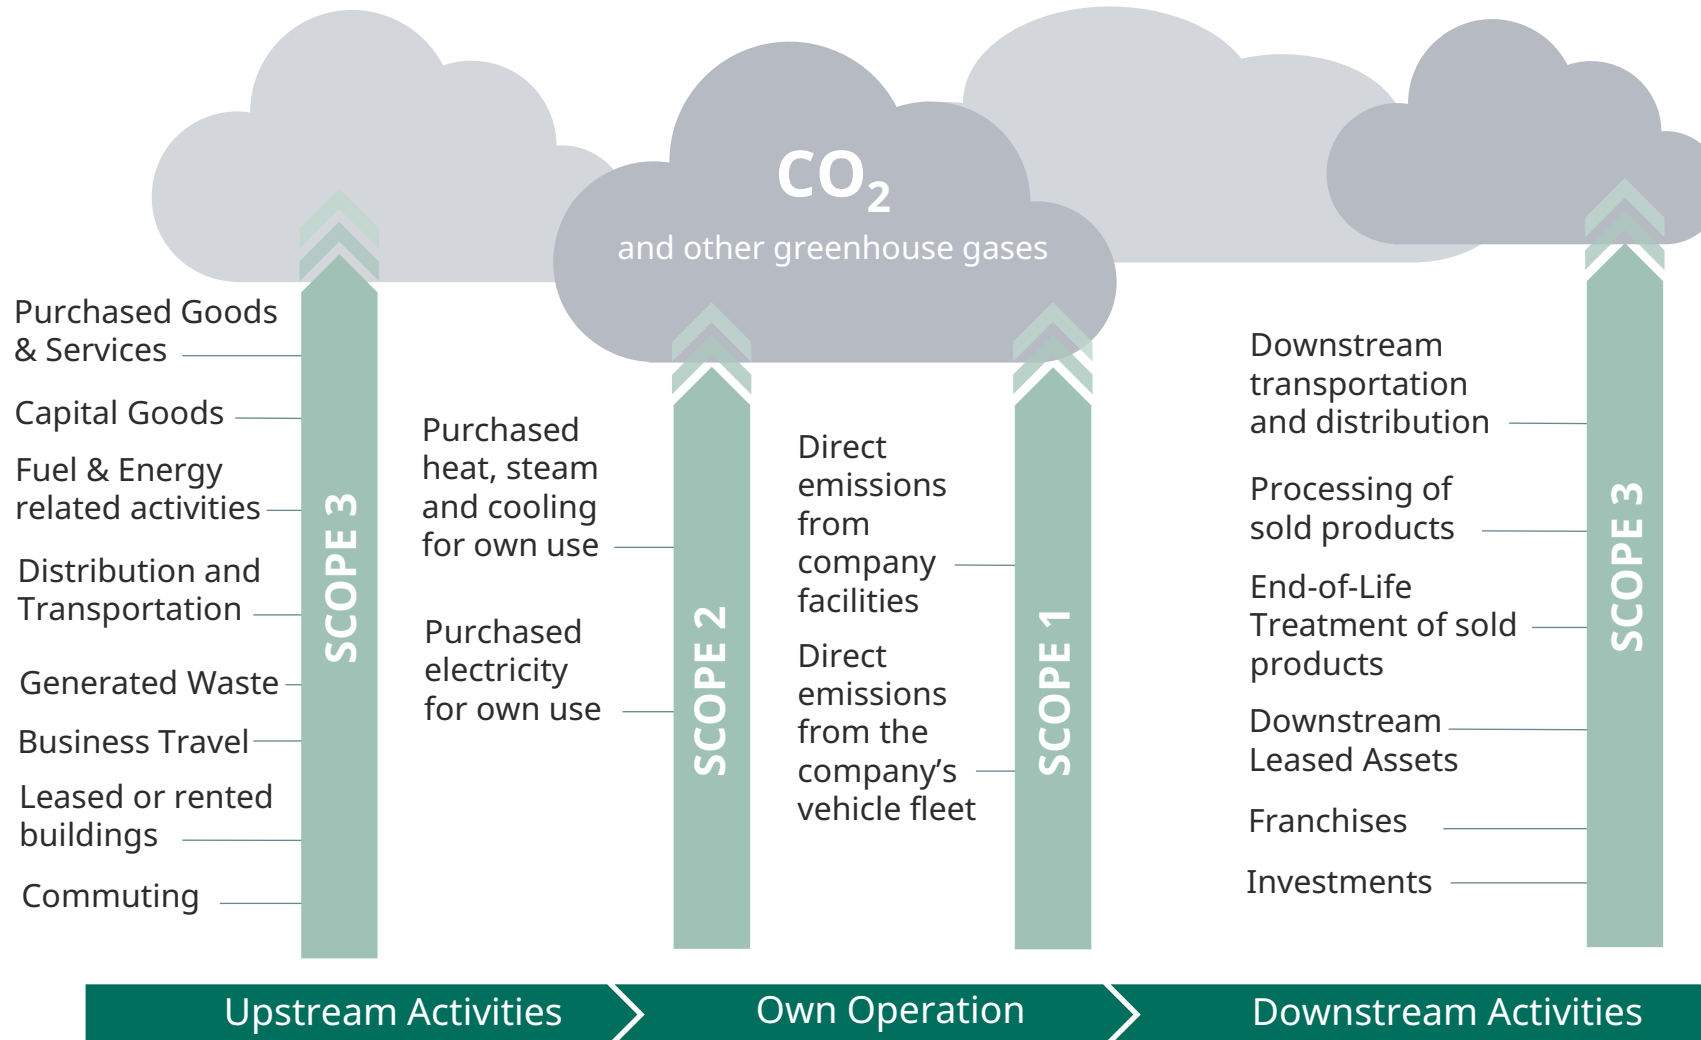 CO₂
and other greenhouse gases
Purchased Goods
& Services
Capital Goods
Fuel & Energy
related activities
Distribution and
Transportation
Generated Waste
Business Travel
Leased or rented
buildings
Commuting
SCOPE 3
Purchased
heat, steam
and cooling
for own use
Purchased
electricity
for own use
SCOPE 2
Direct
emissions
from
company
facilities
Direct
emissions
from the
company’s
vehicle fleet
SCOPE 1
Downstream
transportation
and distribution
Processing of
sold products
End-of-Life
Treatment of sold
products
Downstream
Leased Assets
Franchises
Investments
SCOPE 3
Upstream Activities
Own Operation
Downstream Activities